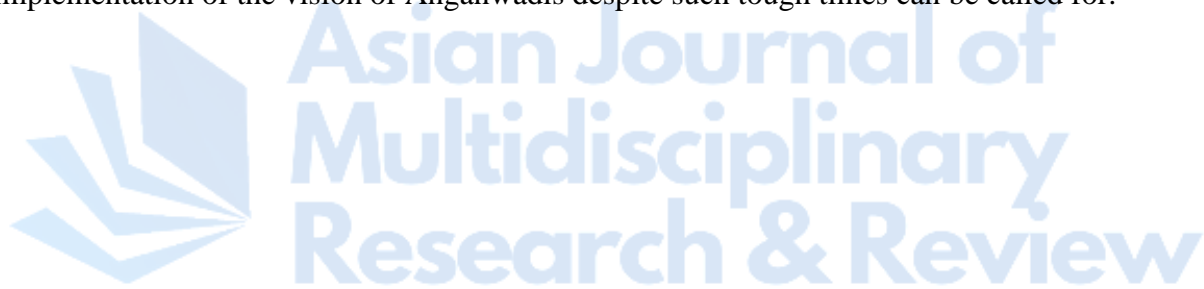 implementation of the vision of Anganwadis despite such tough times can be called for.
Asian Journal of
Multidisciplinary
Research & Review